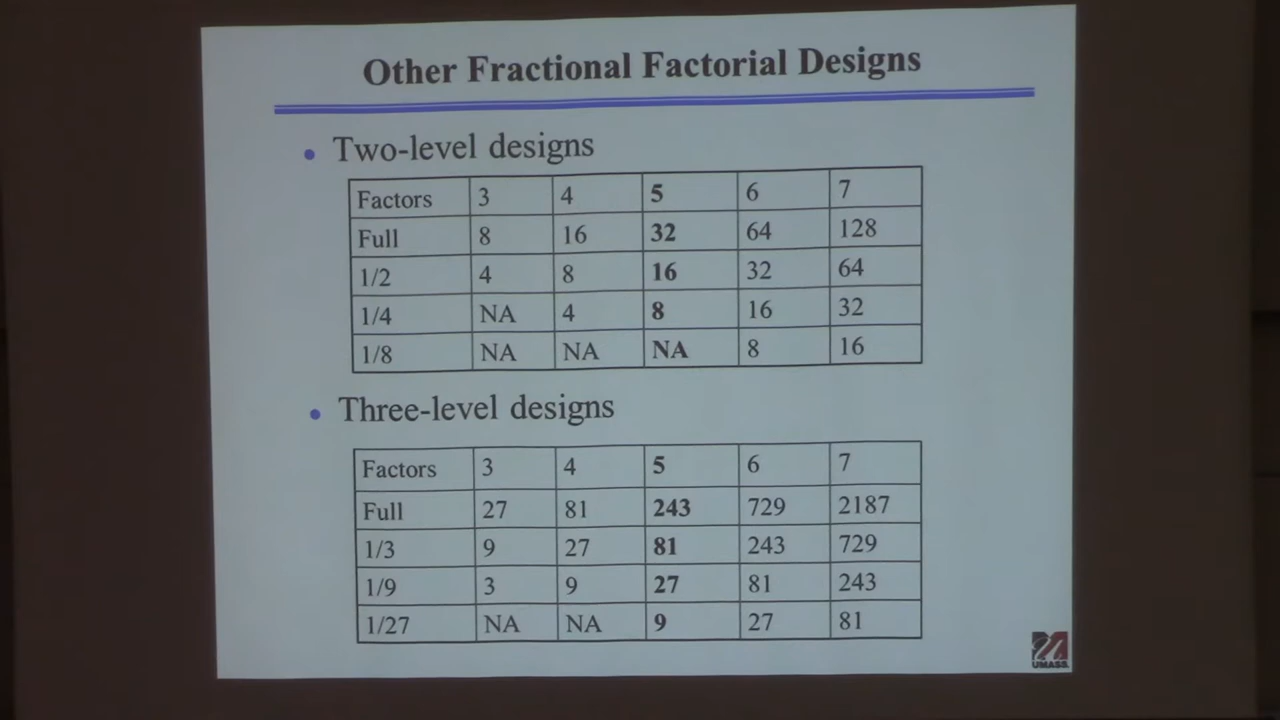 Other Fractional Factorial Designs
• Two-level designs
Factors 3 4 5 6 7
Full 8 16 32 64 128
1/2 4 8 16 32 64
1/4 NA 4 8 16 32
1/8 NA NA NA 8 16
• Three-level designs
Factors 3 4 5 6 7
Full 27 81 243 729 2187
1/3 9 27 81 243 729
1/9 3 9 27 81 243
1/27 NA NA 9 27 81
UMASS